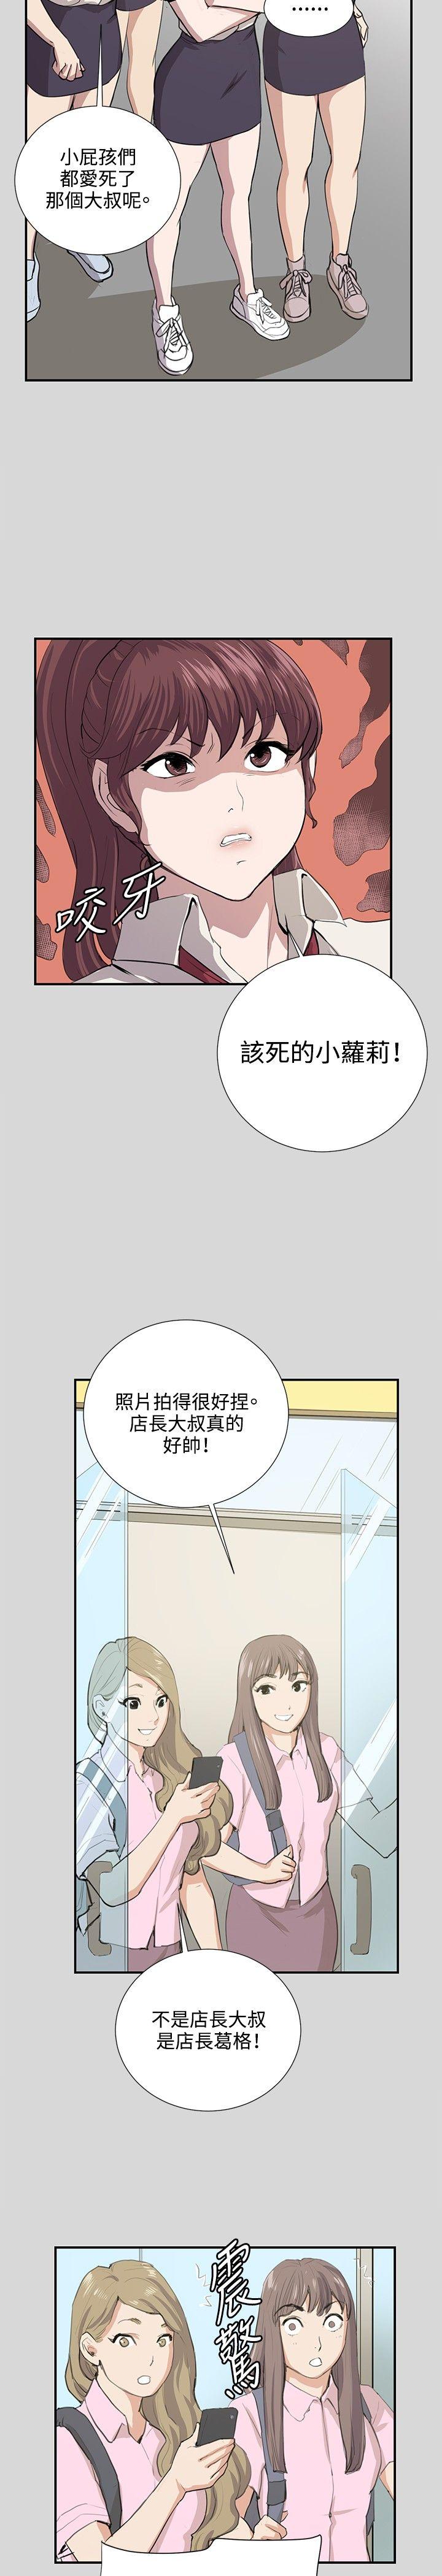 ……
小屁孩們
都愛死了
那個大叔呢。
咬牙
該死的小蘿莉！
照片拍得很好捏。
店長大叔真的
好帥！
不是店長大叔
是店長葛格！
震驚